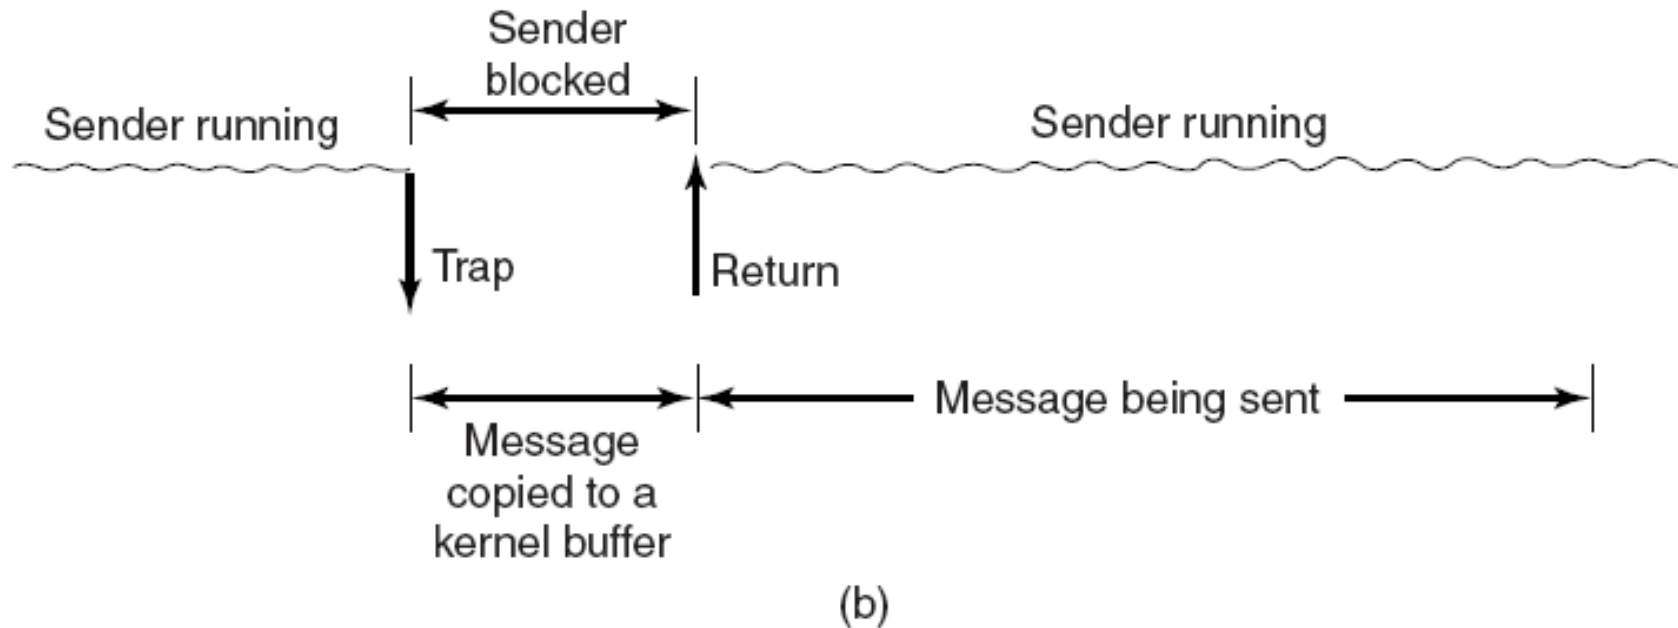 Sender
blocked
Sender running
Sender running
Trap
Return
Message being sent
Message
copied to a
kernel buffer
(b)